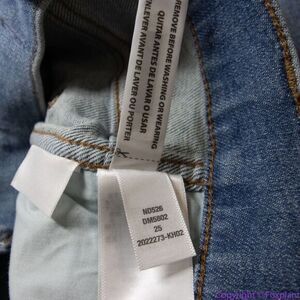 REMOVE BEFORE WASHING OR WEARING
QUITAR ANTES DE LAVAR O USAR
ENLEVER AVANT DE LAVER OU PORTER
ND526
DM5802
25
2022273-KH02
Copyright © Foxplan